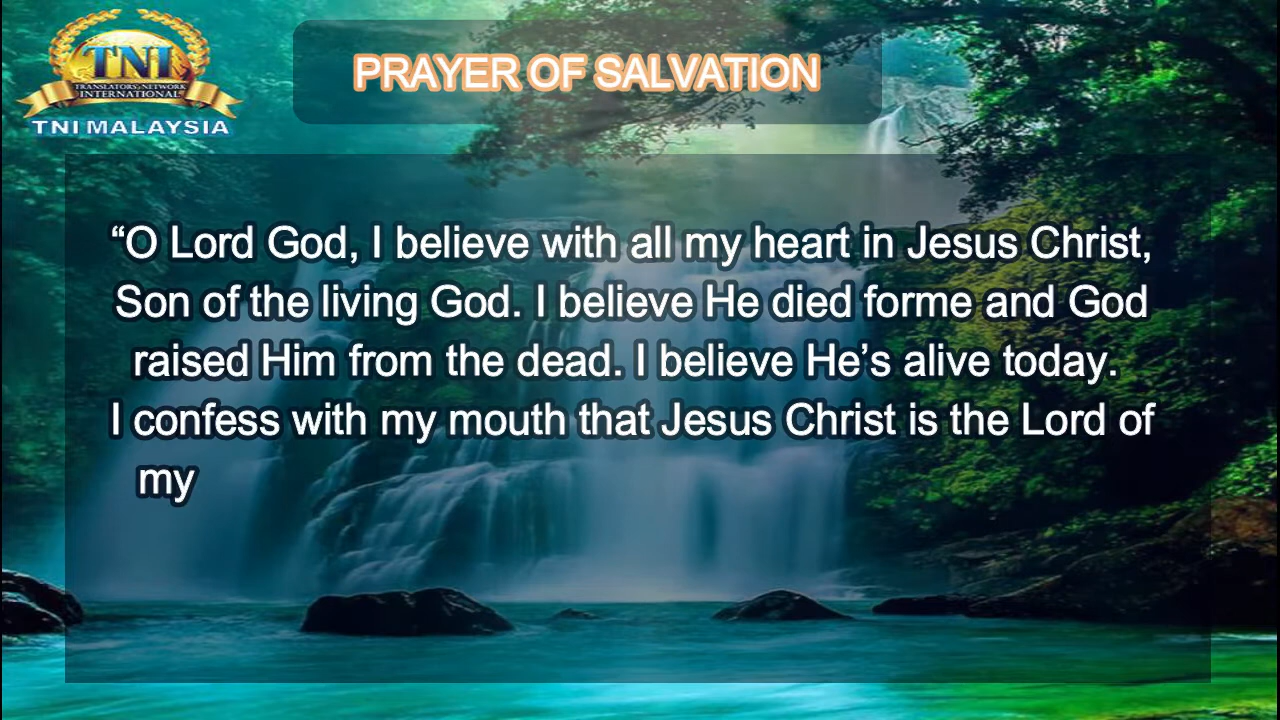 TNI
TRANSLATORS' NETWORK
INTERNATIONAL
TNI MALAYSIA
PRAYER OF SALVATION
“O Lord God, I believe with all my heart in Jesus Christ,
Son of the living God. I believe He died forme and God
raised Him from the dead. I believe He’s alive today.
I confess with my mouth that Jesus Christ is the Lord of
my